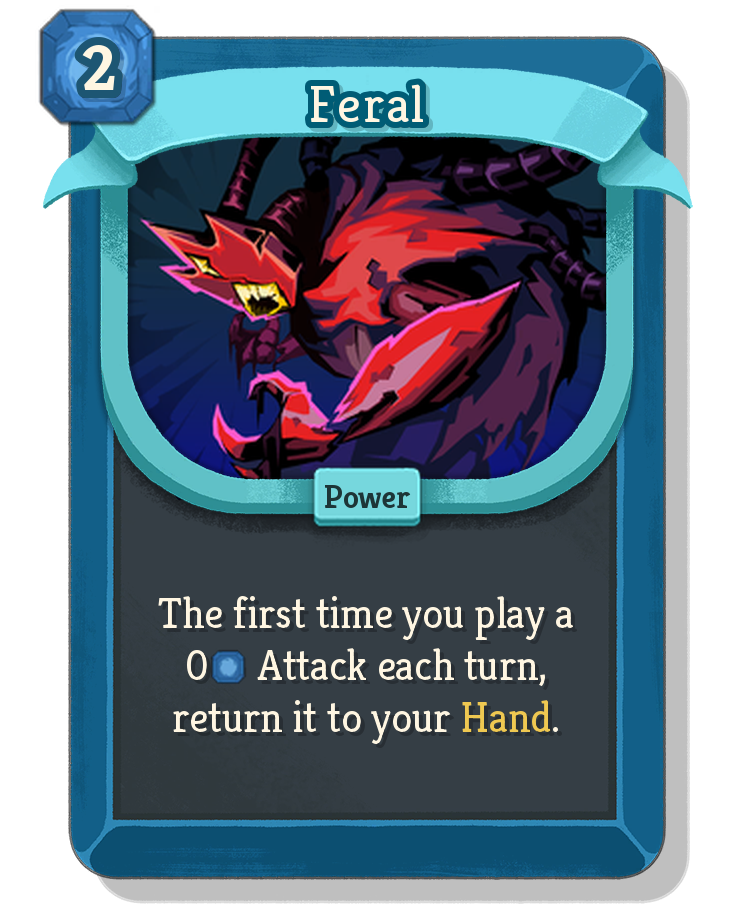 2
Feral
Power
The first time you play a
0 Attack each turn,
return it to your Hand.